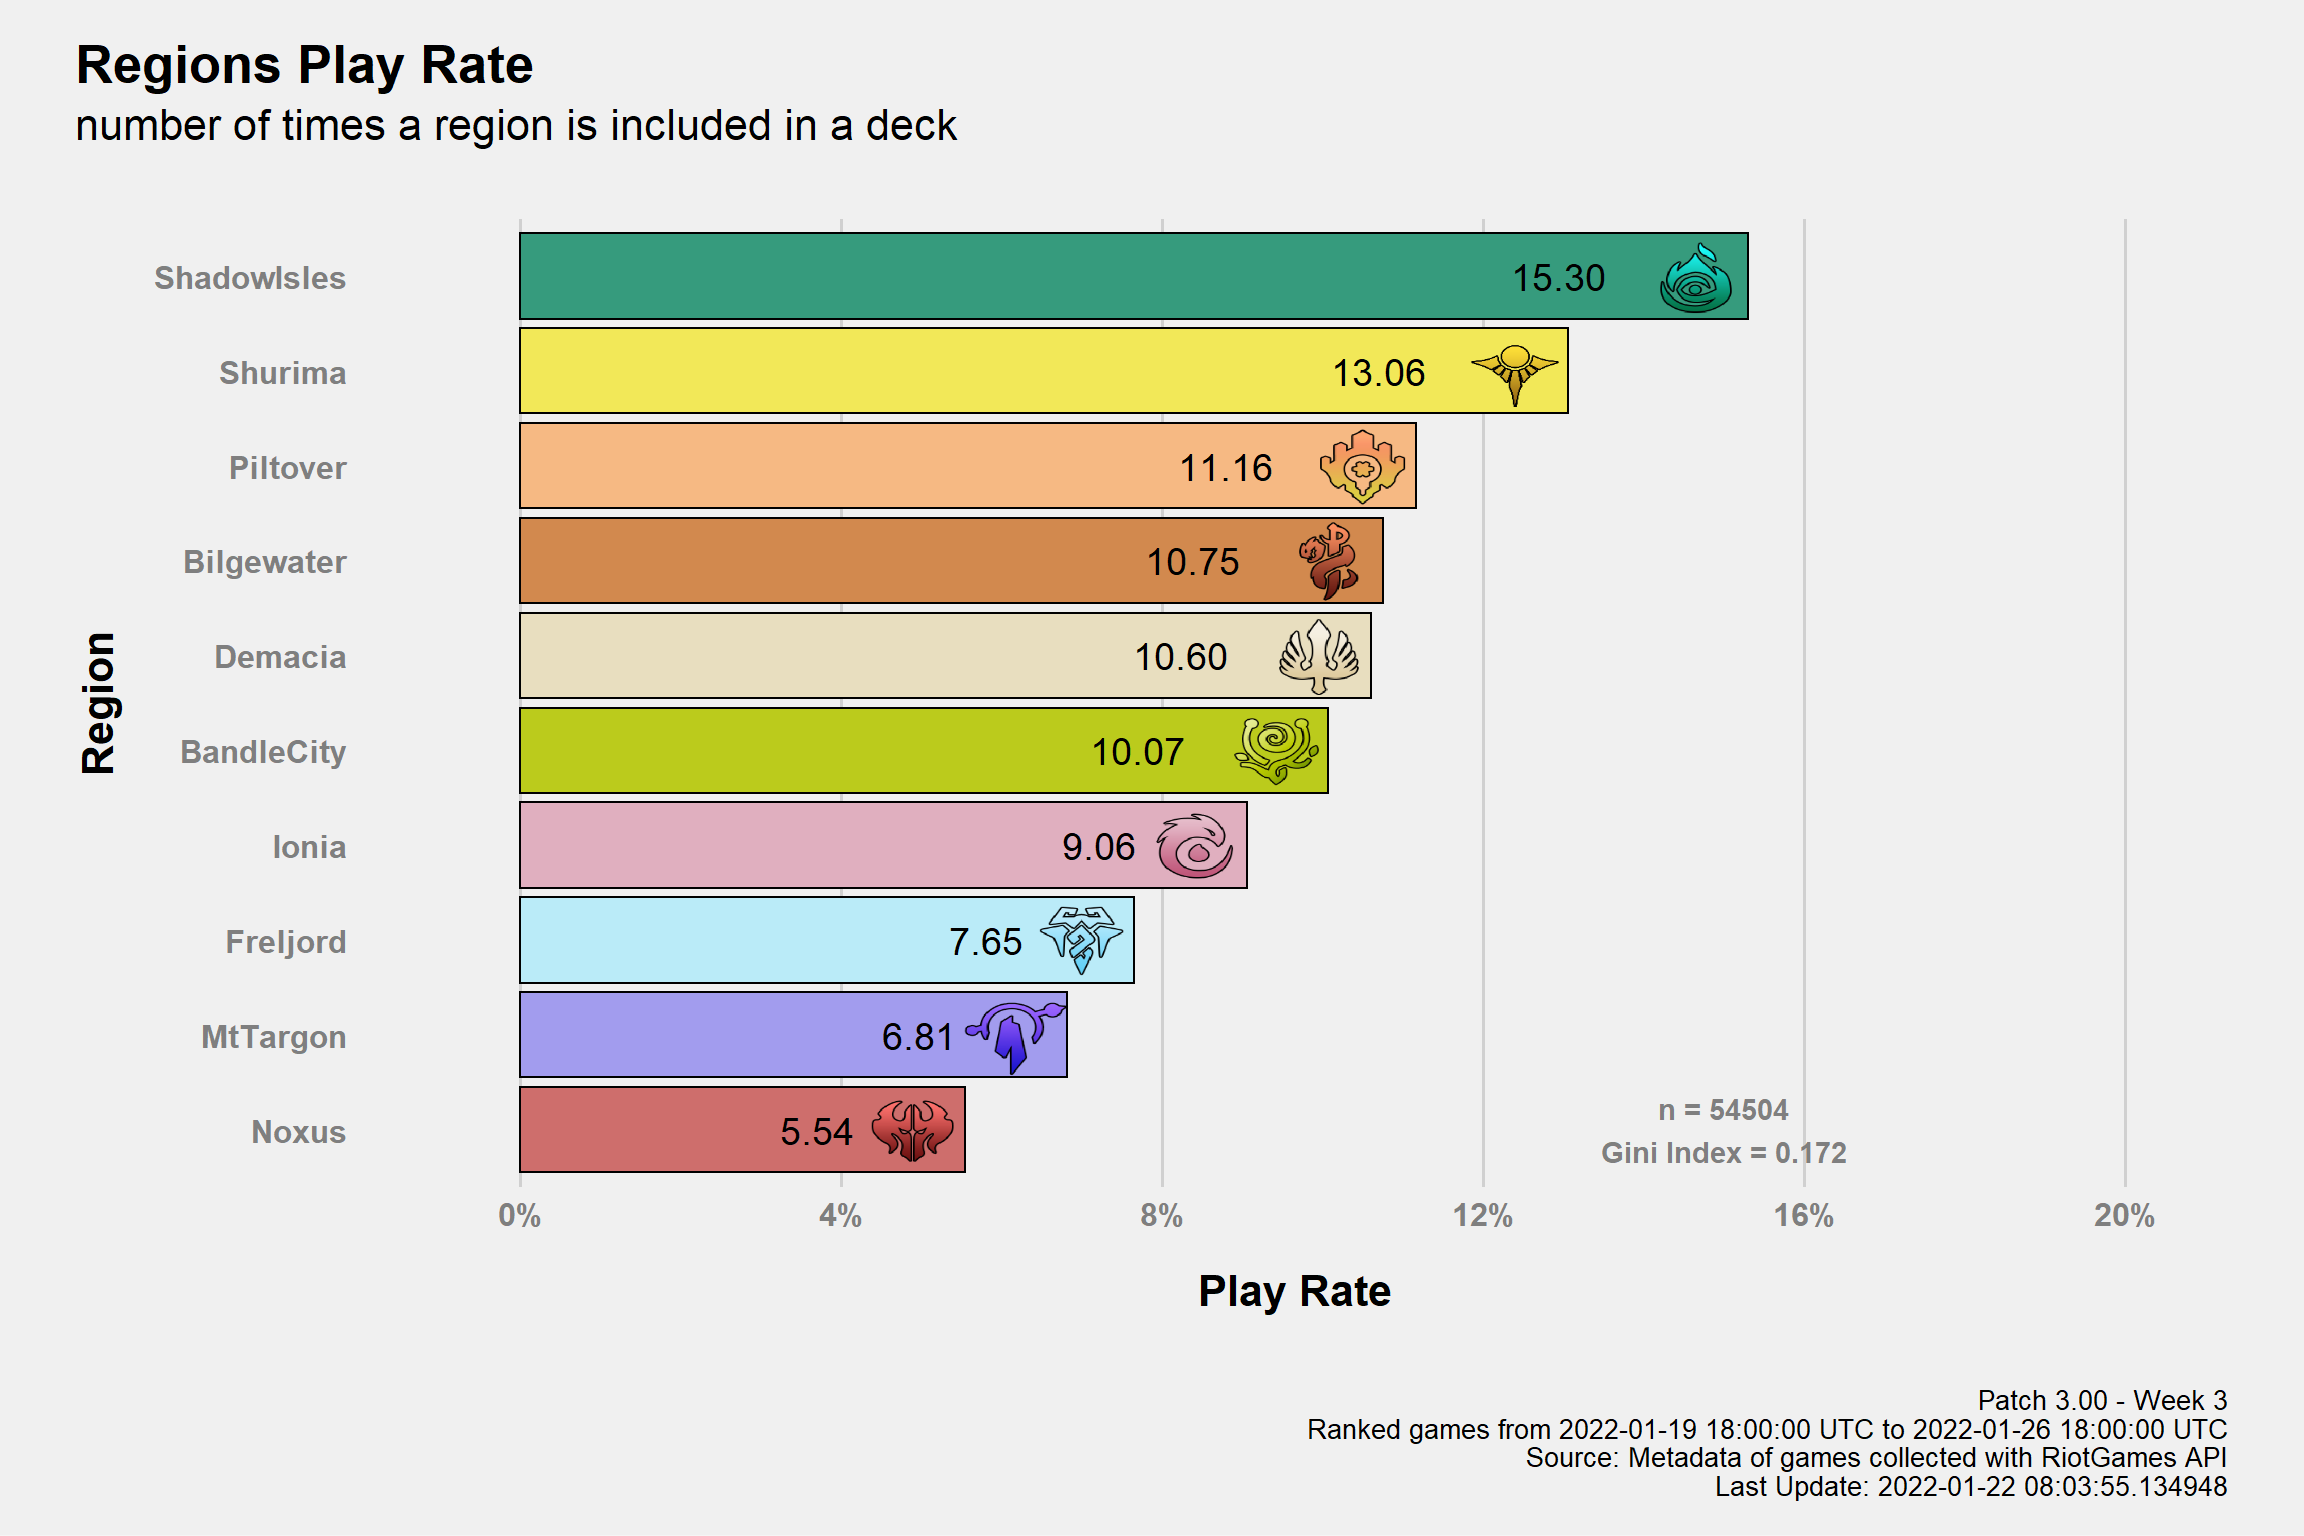 Regions Play Rate
number of times a region is included in a deck
Region
ShadowIsles 15.30
Shurima 13.06
Piltover 11.16
Bilgewater 10.75
Demacia 10.60
BandleCity 10.07
Ionia 9.06
Freljord 7.65
MtTargon 6.81
Noxus 5.54
n = 54504
Gini Index = 0.172
0% 4% 8% 12% 16% 20%
Play Rate
Patch 3.00 - Week 3
Ranked games from 2022-01-19 18:00:00 UTC to 2022-01-26 18:00:00 UTC
Source: Metadata of games collected with RiotGames API
Last Update: 2022-01-22 08:03:55.134948